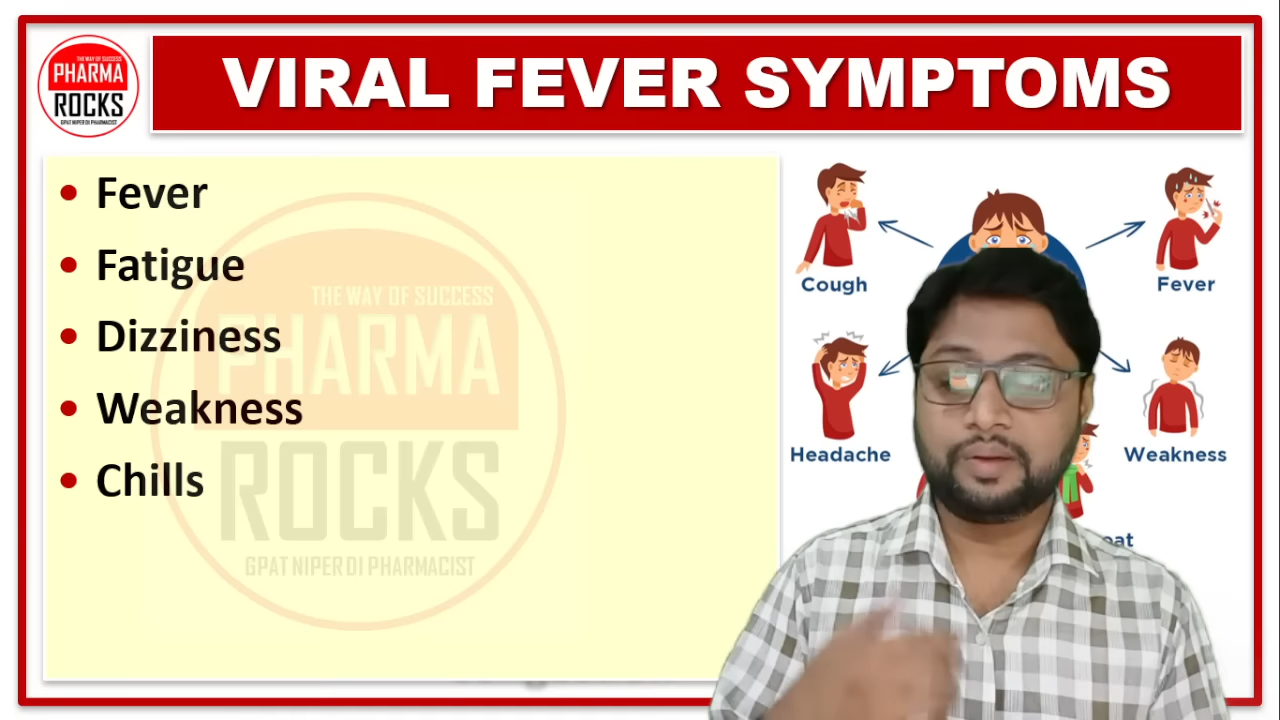 THE WAY OF SUCCESS
PHARMA
ROCKS
GPAT NIPER DI PHARMACIST
VIRAL FEVER SYMPTOMS
• Fever
• Fatigue
• Dizziness
• Weakness
• Chills
THE WAY OF SUCCESS
PHARMA
ROCKS
GPAT NIPER DI PHARMACIST
Cough
Fever
Headache
Weakness